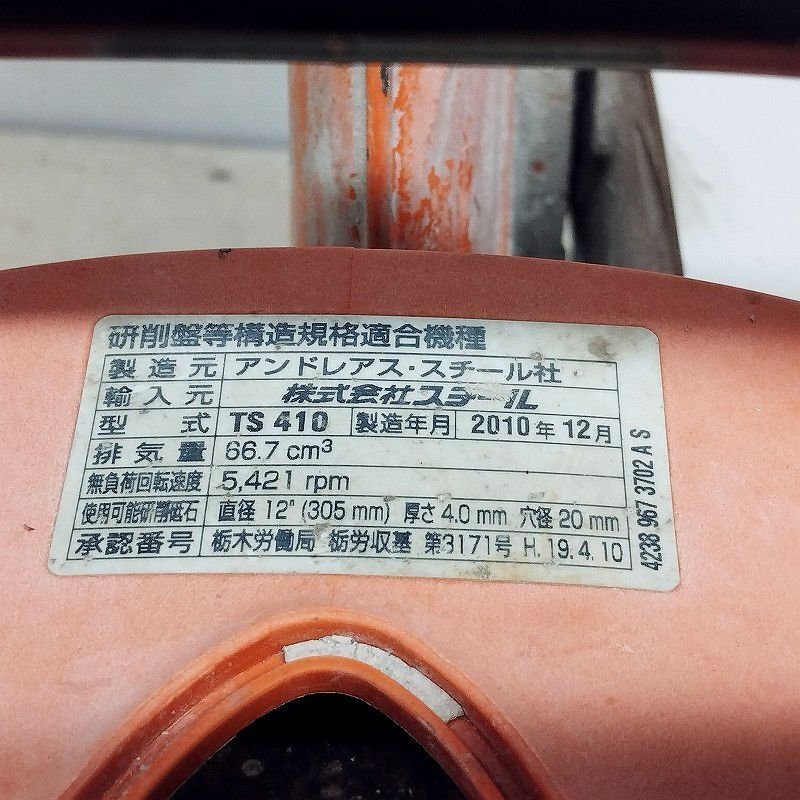 研削盤等構造規格適合機種
製造元 アンドレアス・スチール社
輸入元 株式会社スチール
型式 TS 410 製造年月 2010年12月
排気量 66.7 cm³
無負荷回転速度 5,421 rpm
使用可能研削砥石 直径 12" (305 mm) 厚さ 4.0 mm 穴径 20 mm
承認番号 栃木労働局 栃労収基 第3171号 H.19.4.10
4238 967 3702 A S